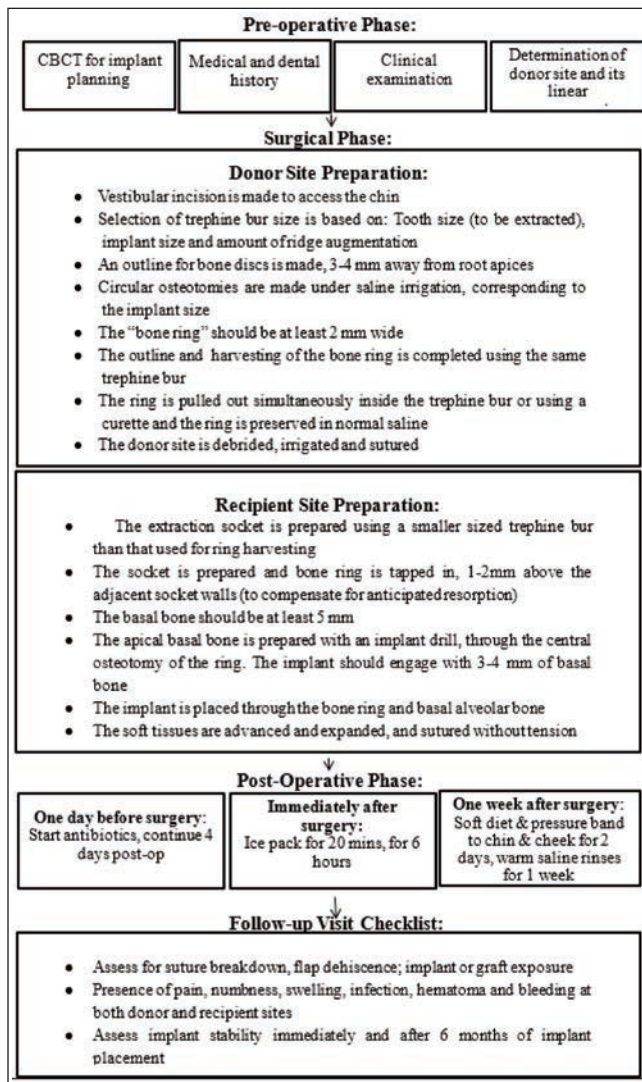 Pre-operative Phase:
CBCT for implant
planning
Medical and dental
history
Clinical
examination
Determination of
donor site and its
linear
Surgical Phase:
Donor Site Preparation:
● Vestibular incision is made to access the chin
● Selection of trephine bur size is based on: Tooth size (to be extracted),
implant size and amount of ridge augmentation
● An outline for bone discs is made, 3-4 mm away from root apices
● Circular osteotomies are made under saline irrigation, corresponding to
the implant size
● The “bone ring” should be at least 2 mm wide
● The outline and harvesting of the bone ring is completed using the same
trephine bur
● The ring is pulled out simultaneously inside the trephine bur or using a
curette and the ring is preserved in normal saline
● The donor site is debrided, irrigated and sutured
Recipient Site Preparation:
● The extraction socket is prepared using a smaller sized trephine bur
than that used for ring harvesting
● The socket is prepared and bone ring is tapped in, 1-2mm above the
adjacent socket walls (to compensate for anticipated resorption)
● The basal bone should be at least 5 mm
● The apical basal bone is prepared with an implant drill, through the central
osteotomy of the ring. The implant should engage with 3-4 mm of basal
bone
● The implant is placed through the bone ring and basal alveolar bone
● The soft tissues are advanced and expanded, and sutured without tension
Post-Operative Phase:
One day before surgery:
Start antibiotics, continue 4
days post-op
Immediately after
surgery:
Ice pack for 20 mins, for 6
hours
One week after surgery:
Soft diet & pressure band
to chin & cheek for 2
days, warm saline rinses
for 1 week
Follow-up Visit Checklist:
● Assess for suture breakdown, flap dehiscence; implant or graft exposure
● Presence of pain, numbness, swelling, infection, hematoma and bleeding at
both donor and recipient sites
● Assess implant stability immediately and after 6 months of implant
placement